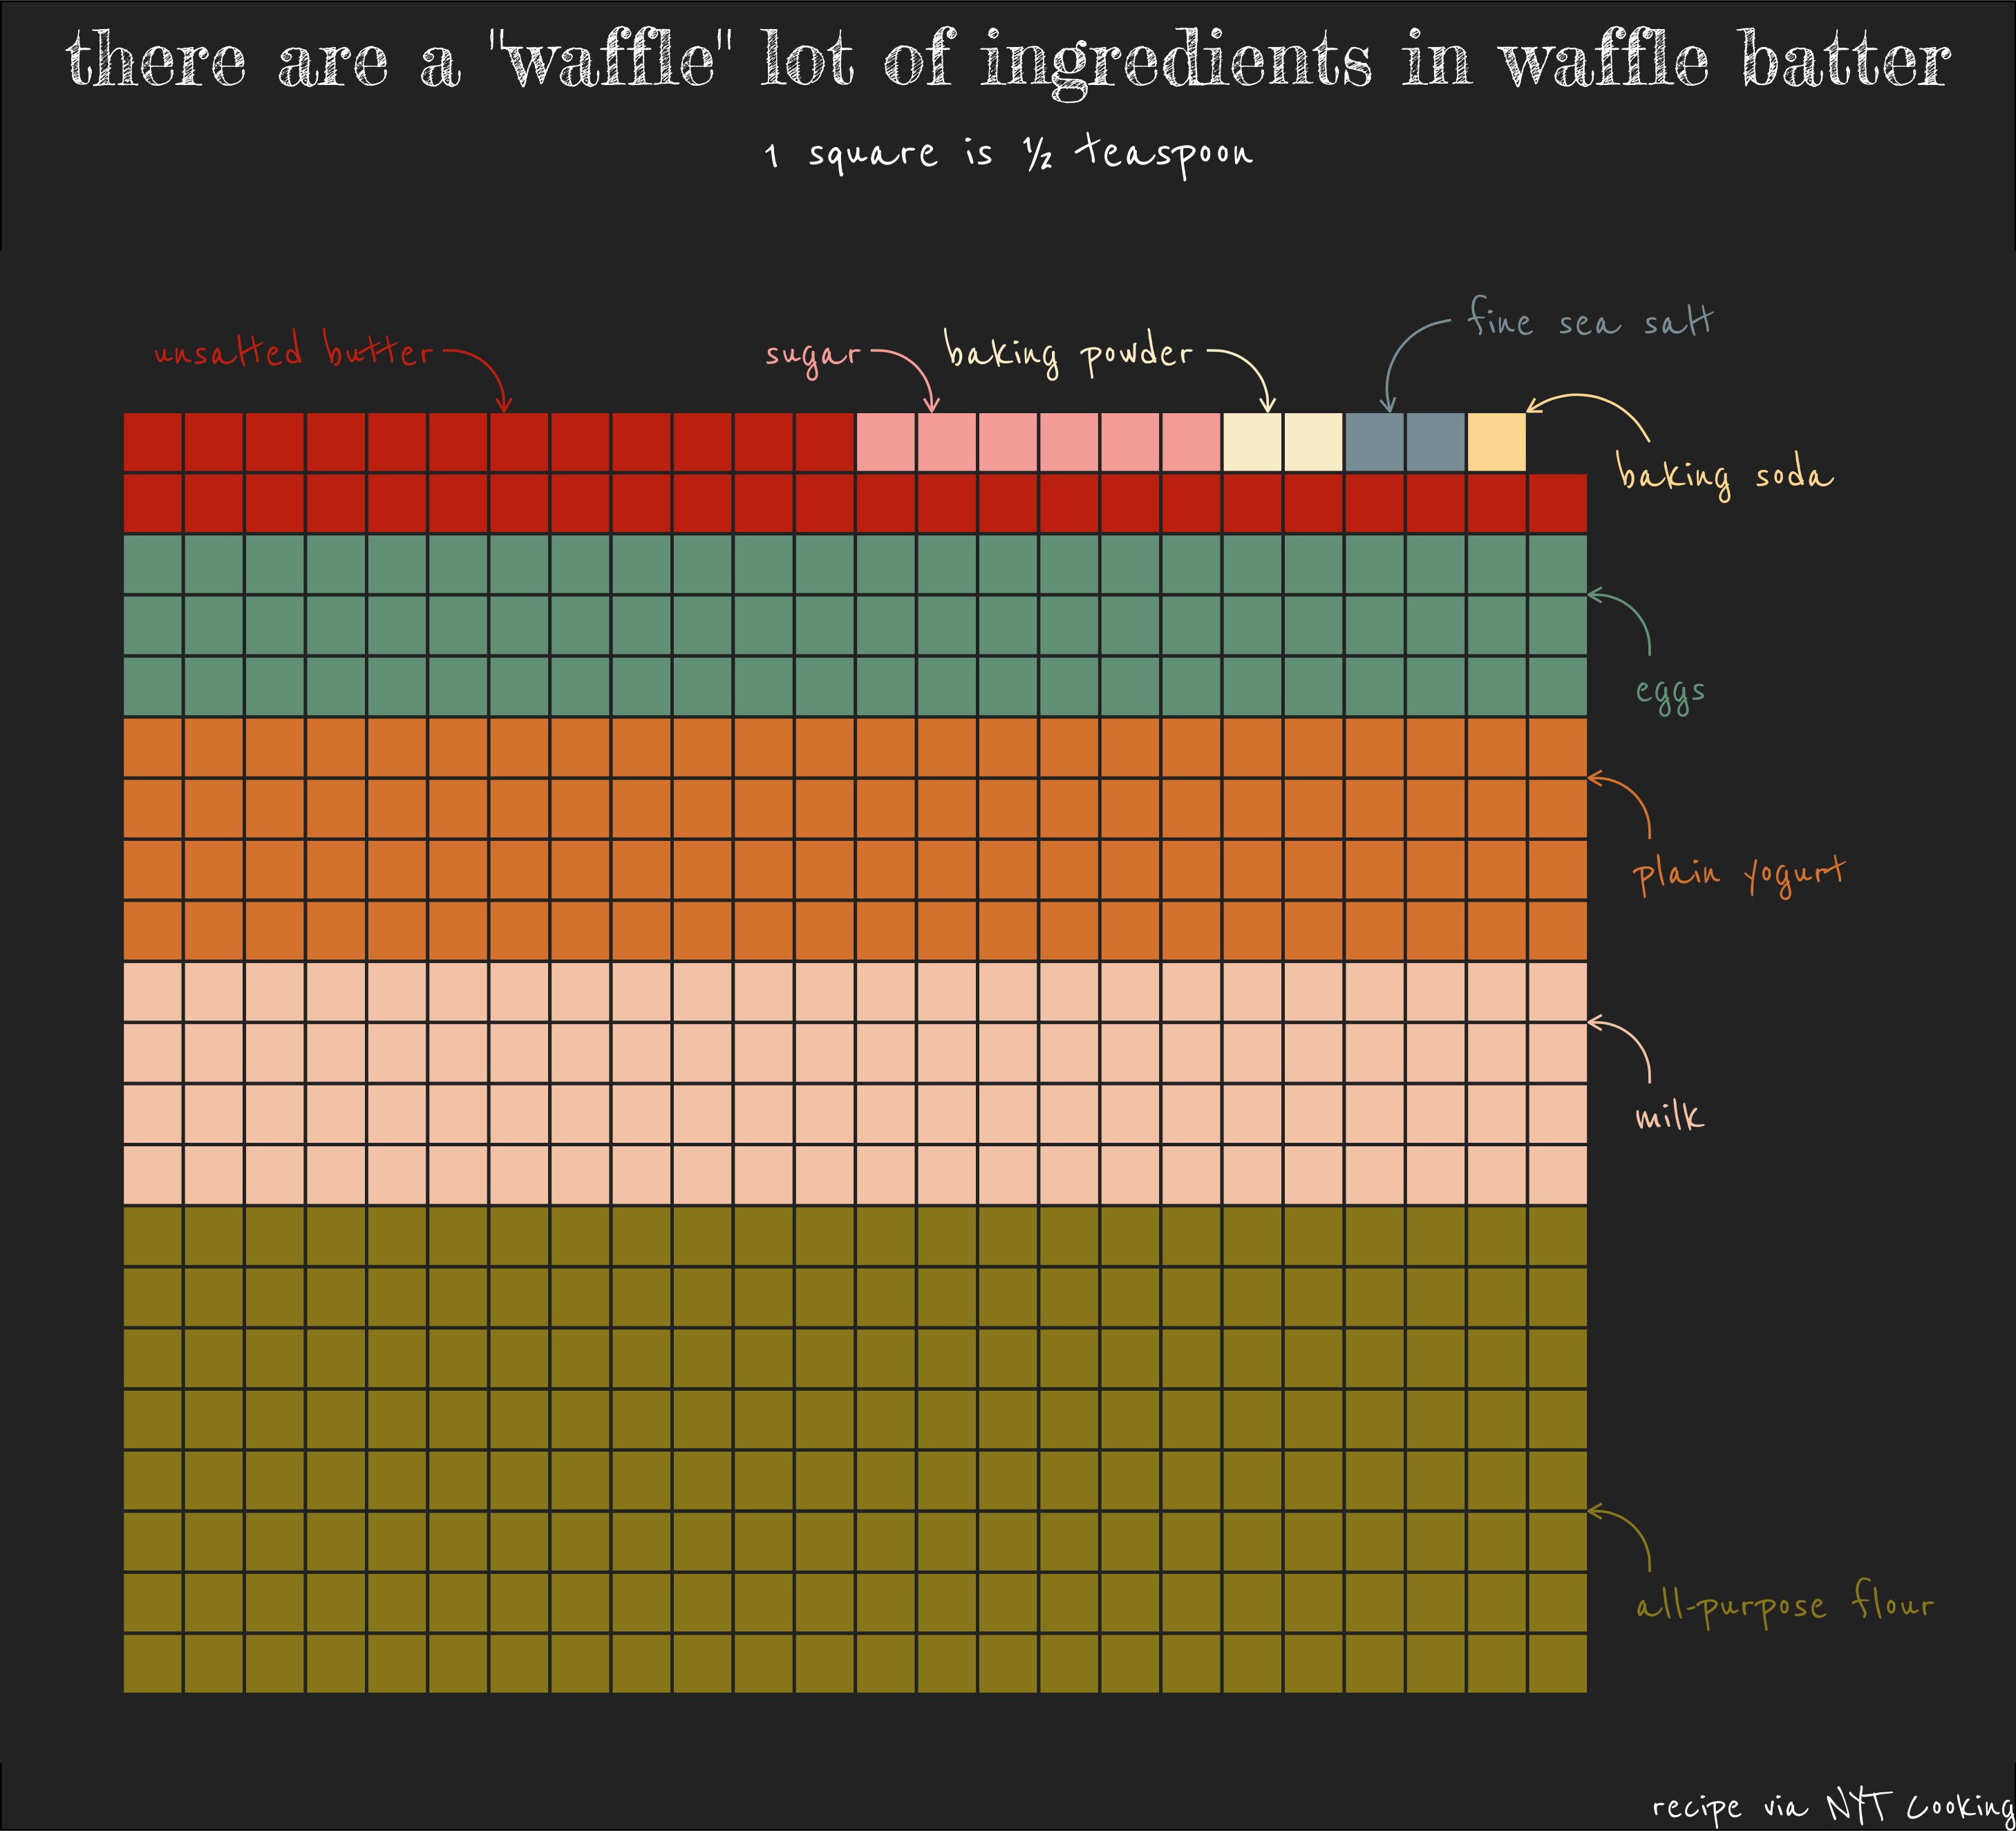 there are a "waffle" lot of ingredients in waffle batter
1 square is ½ teaspoon
fine sea salt
unsalted butter
sugar
baking powder
baking soda
eggs
plain yogurt
milk
all-purpose flour
recipe via NYT Cooking